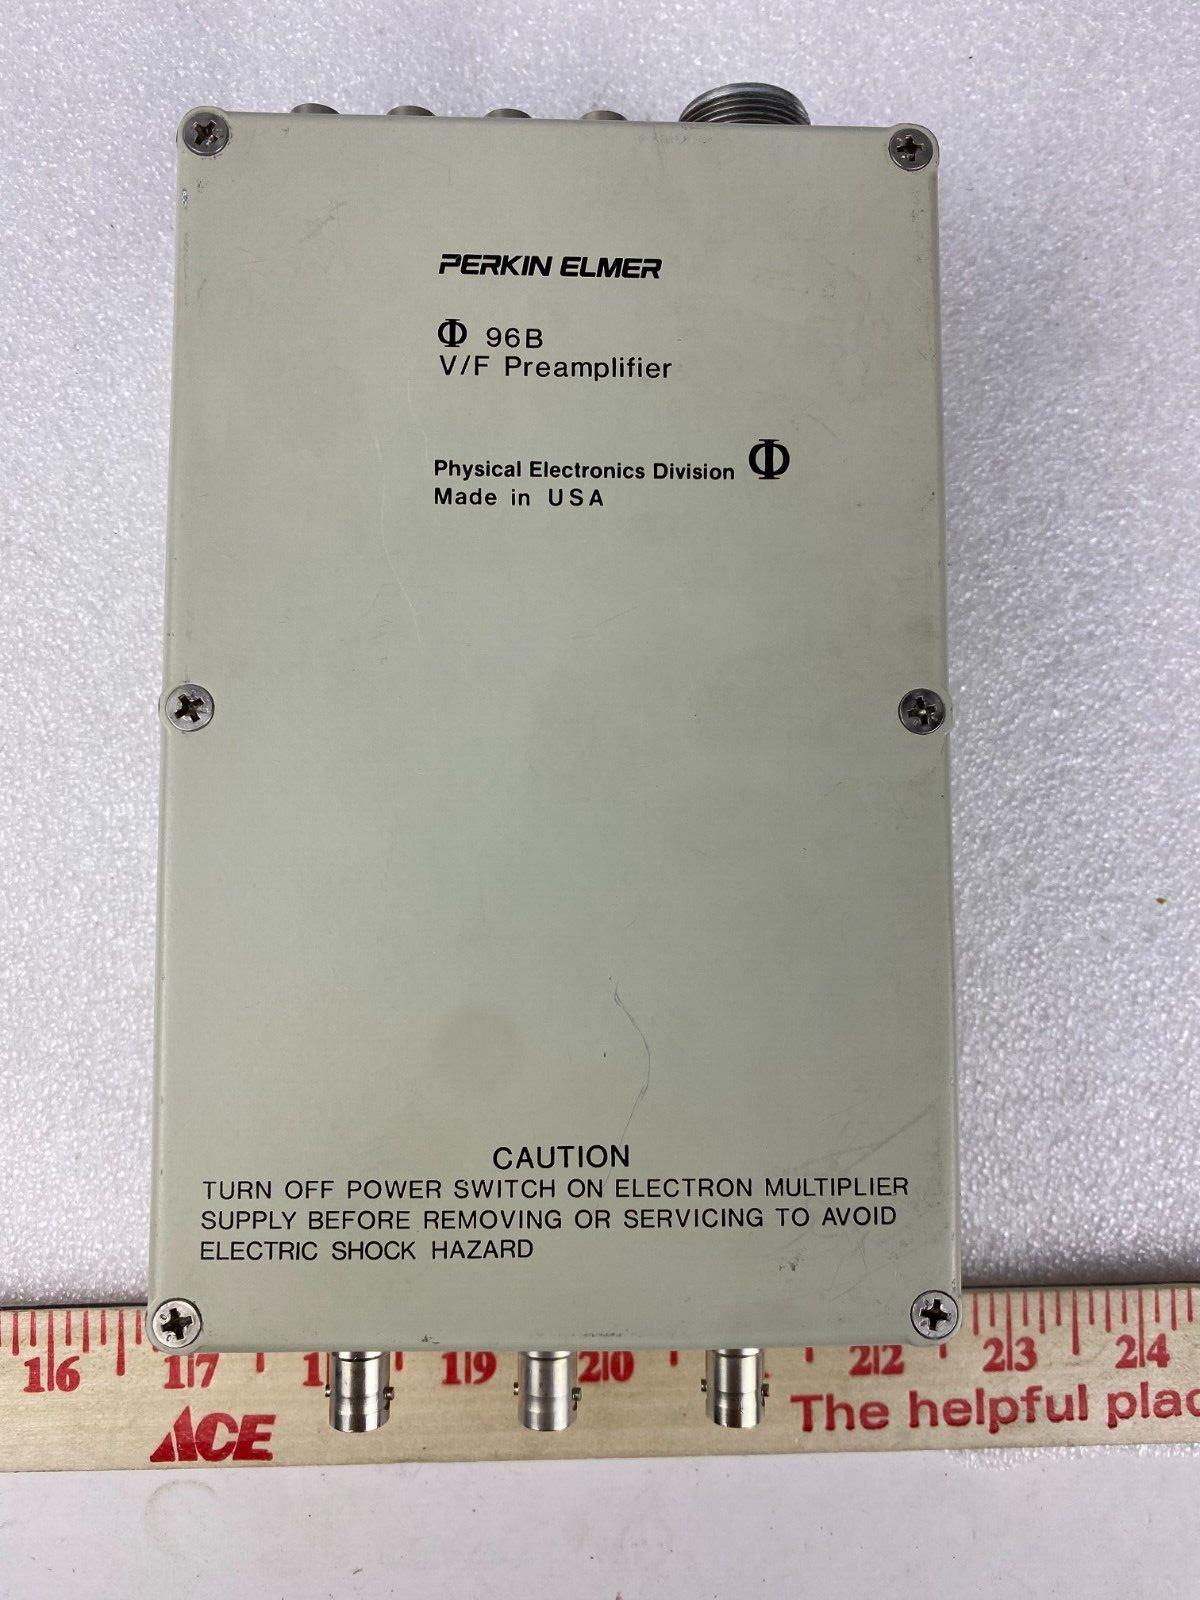 PERKIN ELMER
Φ 96B
V/F Preamplifier
Physical Electronics Division Φ
Made in USA
CAUTION
TURN OFF POWER SWITCH ON ELECTRON MULTIPLIER
SUPPLY BEFORE REMOVING OR SERVICING TO AVOID
ELECTRIC SHOCK HAZARD
16 17 19 20 22 23 24
ACE The helpful